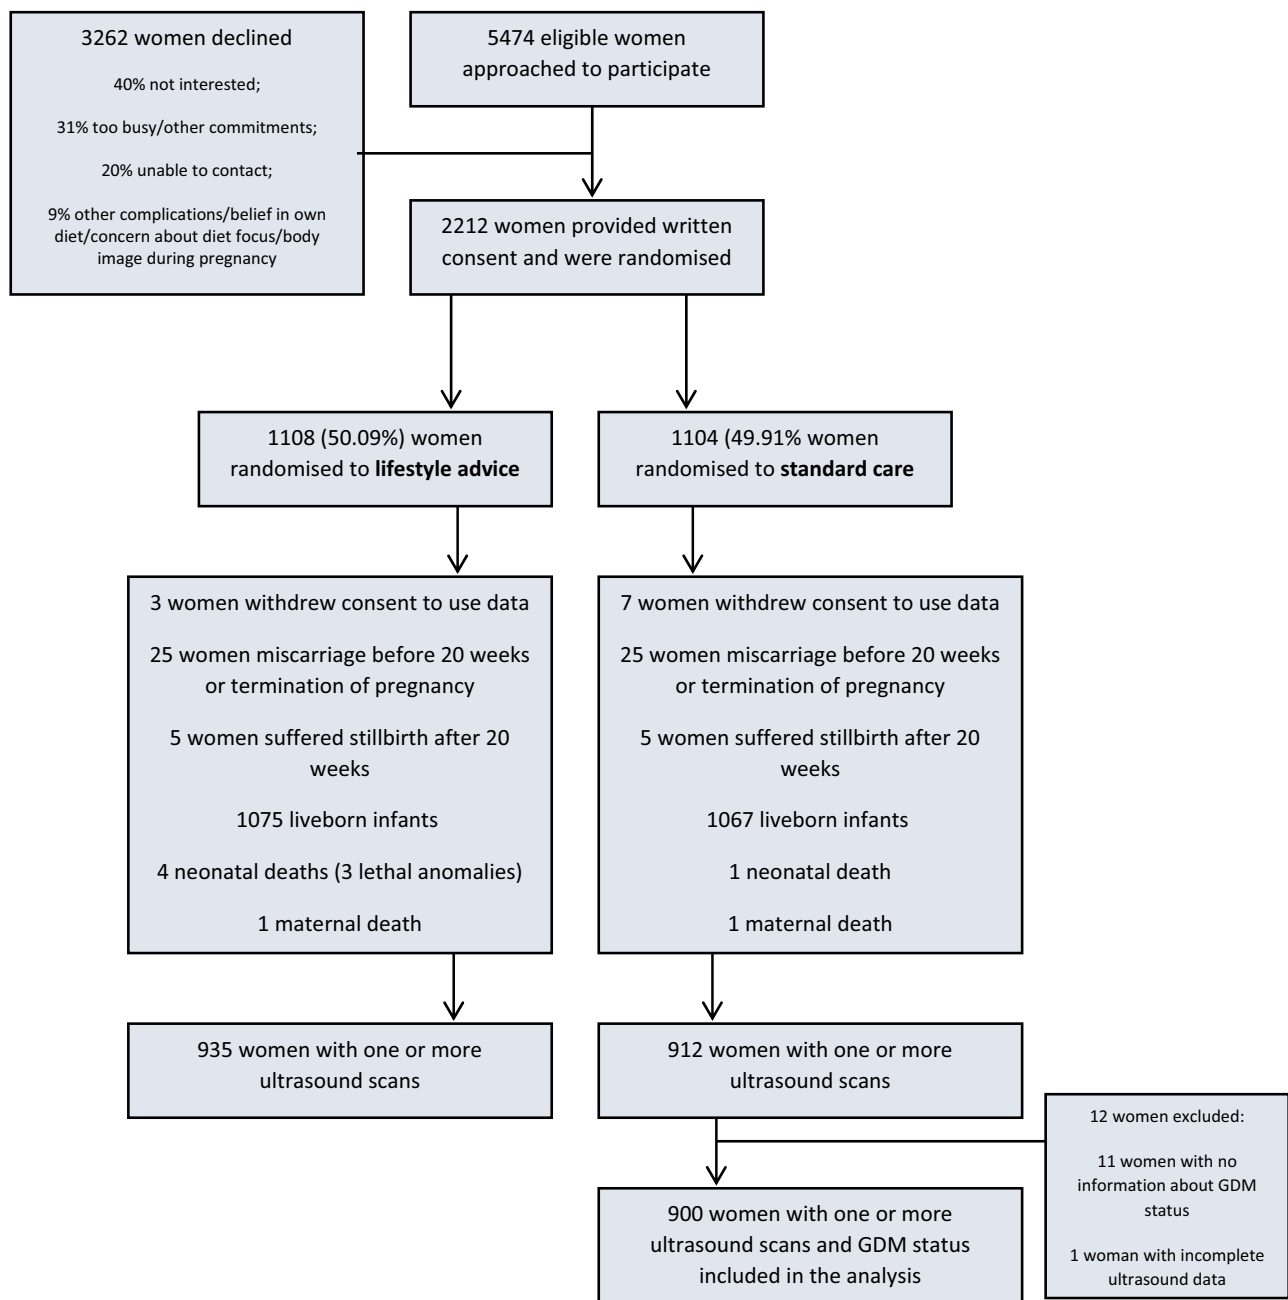 3262 women declined
40% not interested;
31% too busy/other commitments;
20% unable to contact;
9% other complications/belief in own
diet/concern about diet focus/body
image during pregnancy
5474 eligible women
approached to participate
2212 women provided written
consent and were randomised
1108 (50.09%) women
randomised to lifestyle advice
1104 (49.91% women
randomised to standard care
3 women withdrew consent to use data
25 women miscarriage before 20 weeks
or termination of pregnancy
5 women suffered stillbirth after 20
weeks
1075 liveborn infants
4 neonatal deaths (3 lethal anomalies)
1 maternal death
7 women withdrew consent to use data
25 women miscarriage before 20 weeks
or termination of pregnancy
5 women suffered stillbirth after 20
weeks
1067 liveborn infants
1 neonatal death
1 maternal death
935 women with one or more
ultrasound scans
912 women with one or more
ultrasound scans
12 women excluded:
11 women with no
information about GDM
status
1 woman with incomplete
ultrasound data
900 women with one or more
ultrasound scans and GDM status
included in the analysis